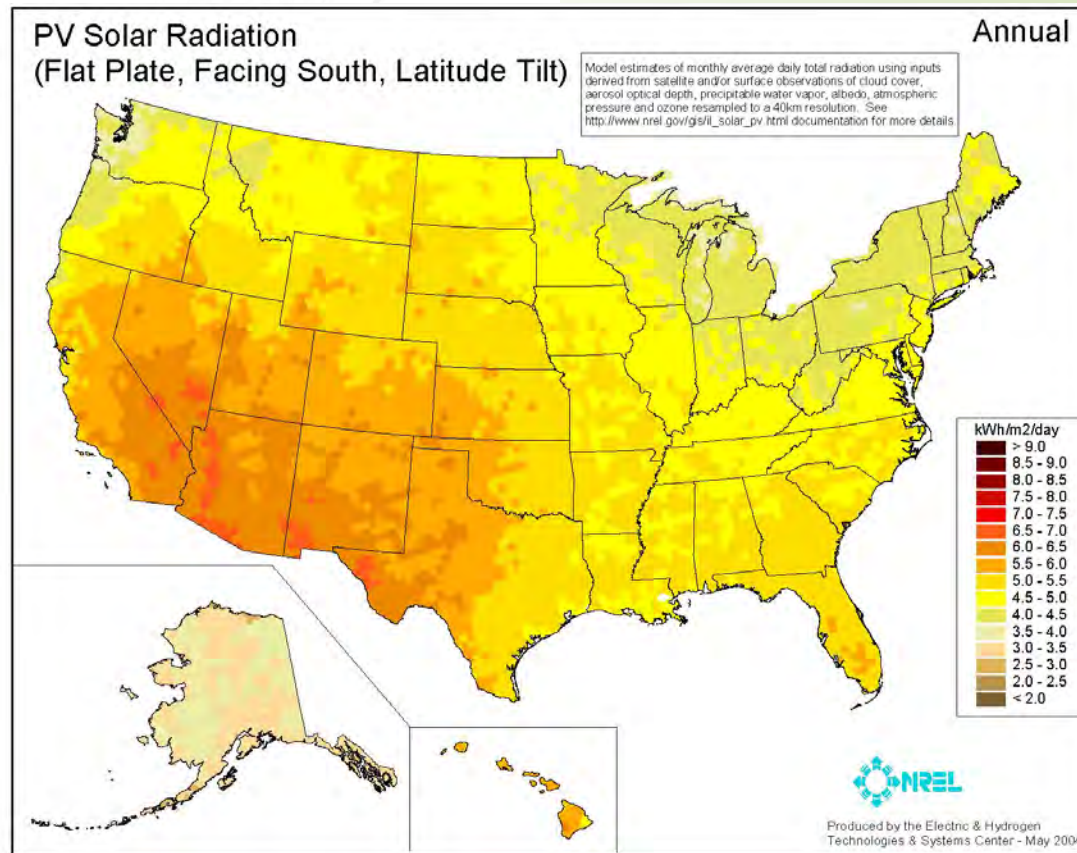 PV Solar Radiation
(Flat Plate, Facing South, Latitude Tilt)
Annual
Model estimates of monthly average daily total radiation using inputs
derived from satellite and/or surface observations of cloud cover,
aerosol optical depth, precipitable water vapor, albedo, atmospheric
pressure and ozone resampled to a 40km resolution. See
http://www.nrel.gov/gis/il_solar_pv.html documentation for more details.
kWh/m2/day
> 9.0
8.5 - 9.0
8.0 - 8.5
7.5 - 8.0
7.0 - 7.5
6.5 - 7.0
6.0 - 6.5
5.5 - 6.0
5.0 - 5.5
4.5 - 5.0
4.0 - 4.5
3.5 - 4.0
3.0 - 3.5
2.5 - 3.0
2.0 - 2.5
< 2.0
NREL
Produced by the Electric & Hydrogen
Technologies & Systems Center - May